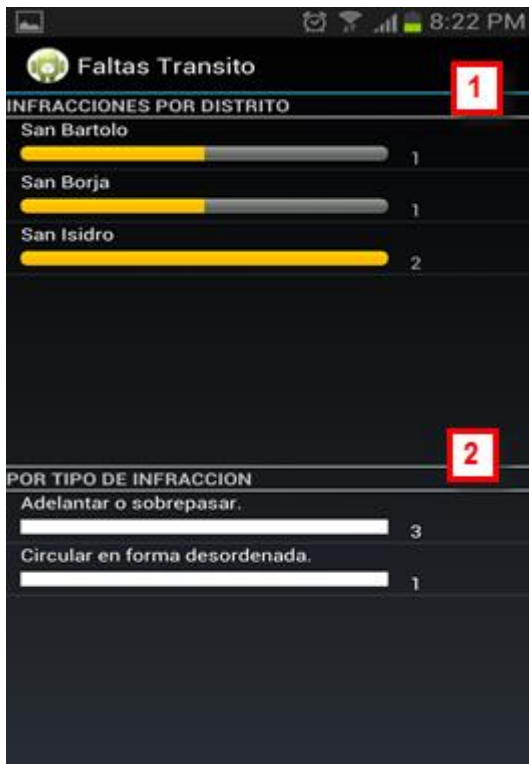 8:22 PM
Faltas Transito
1
INFRACCIONES POR DISTRITO
San Bartolo
1
San Borja
1
San Isidro
2
2
POR TIPO DE INFRACCION
Adelantar o sobrepasar.
3
Circular en forma desordenada.
1